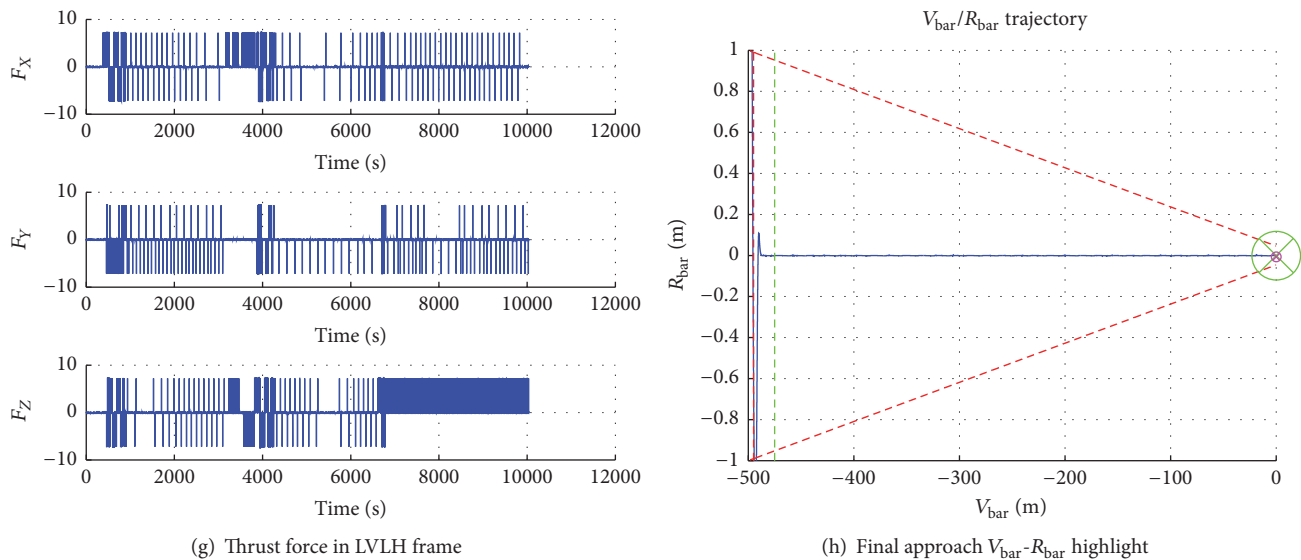 10
0
−10
F_X
0 2000 4000 6000 8000 10000 12000
Time (s)
10
0
−10
F_Y
0 2000 4000 6000 8000 10000 12000
Time (s)
10
0
−10
F_Z
0 2000 4000 6000 8000 10000 12000
Time (s)
(g) Thrust force in LVLH frame
V_bar/R_bar trajectory
1
0.8
0.6
0.4
0.2
0
−0.2
−0.4
−0.6
−0.8
−1
R_bar (m)
−500 −400 −300 −200 −100 0
V_bar (m)
(h) Final approach V_bar-R_bar highlight